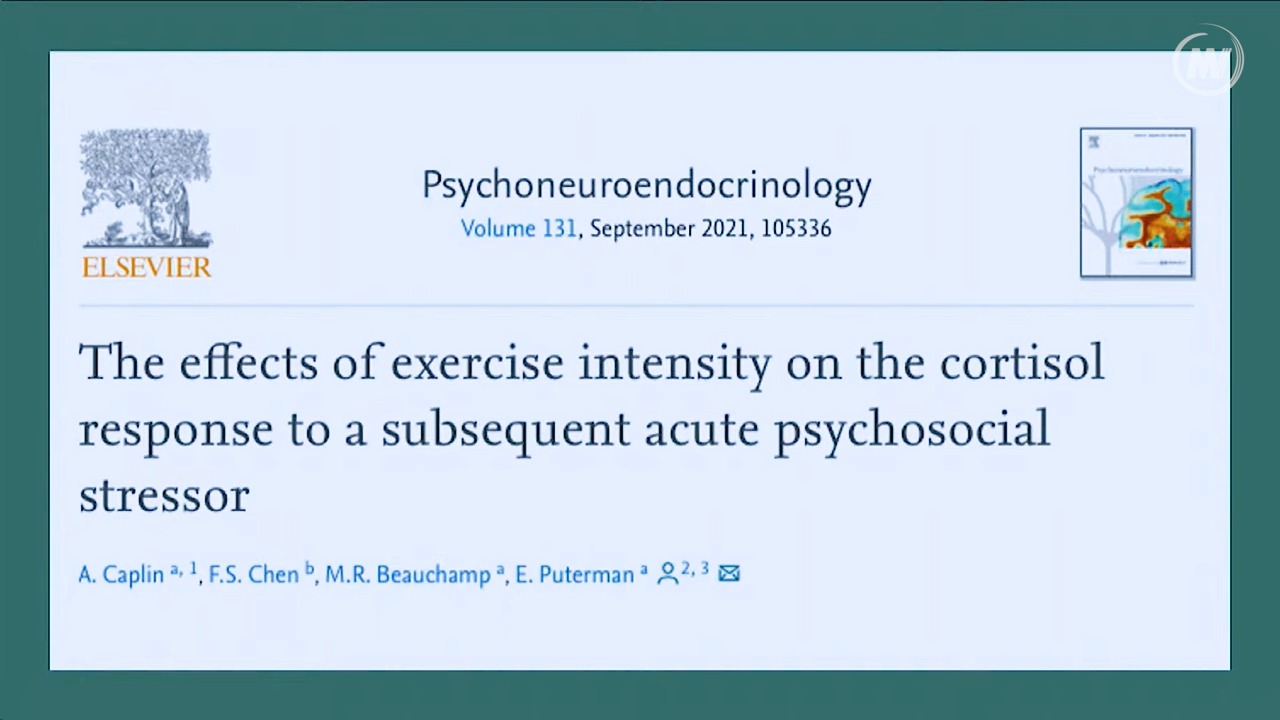 M
Psychoneuroendocrinology
Volume 131, September 2021, 105336
ELSEVIER
Psychoneuroendocrinology
The effects of exercise intensity on the cortisol
response to a subsequent acute psychosocial
stressor
A. Caplin a, 1, F.S. Chen b, M.R. Beauchamp a, E. Puterman a 2, 3